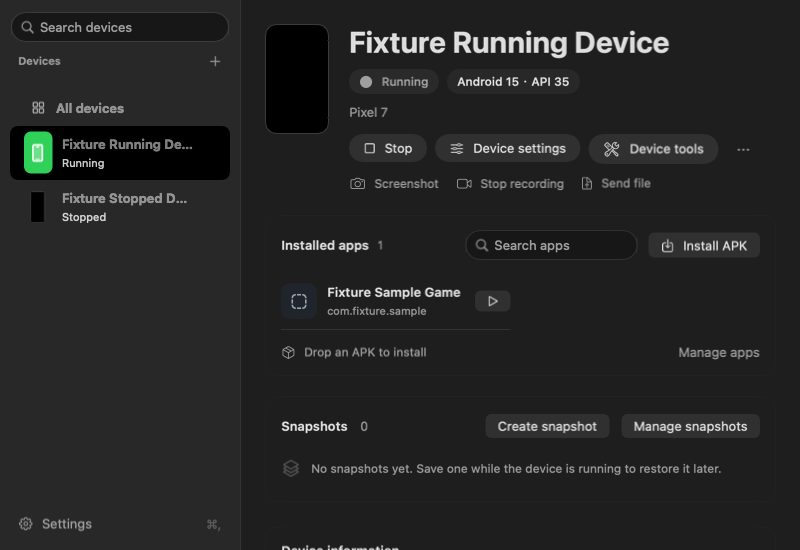 Search devices
Devices
All devices
Fixture Running De...
Running
Fixture Stopped D...
Stopped
Settings
⌘,
Fixture Running Device
Running
Android 15 · API 35
Pixel 7
Stop
Device settings
Device tools
Screenshot
Stop recording
Send file
Installed apps 1
Search apps
Install APK
Fixture Sample Game
com.fixture.sample
Drop an APK to install
Manage apps
Snapshots 0
Create snapshot
Manage snapshots
No snapshots yet. Save one while the device is running to restore it later.
Device information